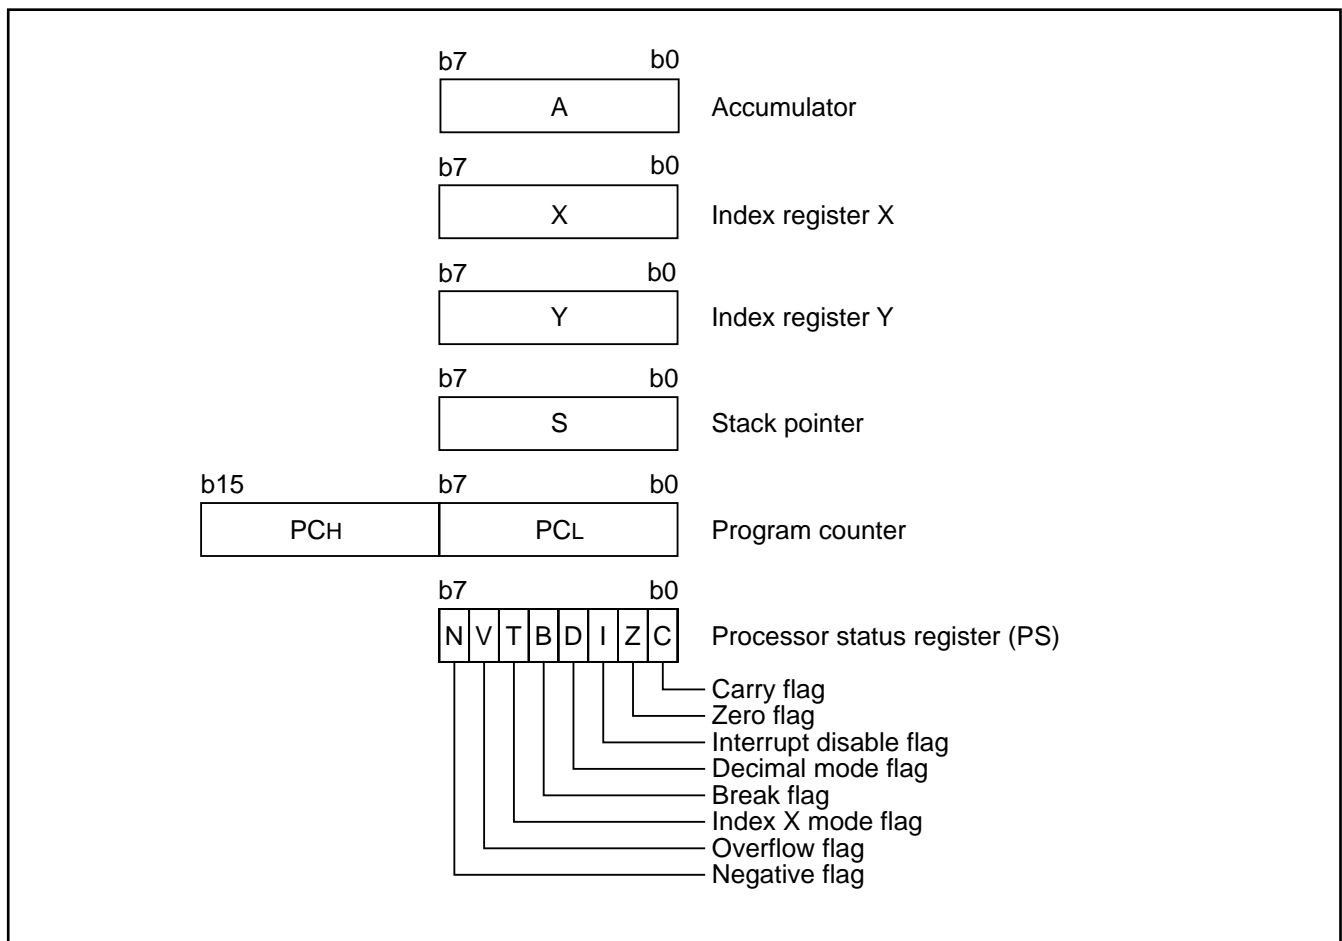 b7 b0
A Accumulator
b7 b0
X Index register X
b7 b0
Y Index register Y
b7 b0
S Stack pointer
b15 b7 b0
PCH PCL Program counter
b7 b0
N V T B D I Z C Processor status register (PS)
Carry flag
Zero flag
Interrupt disable flag
Decimal mode flag
Break flag
Index X mode flag
Overflow flag
Negative flag